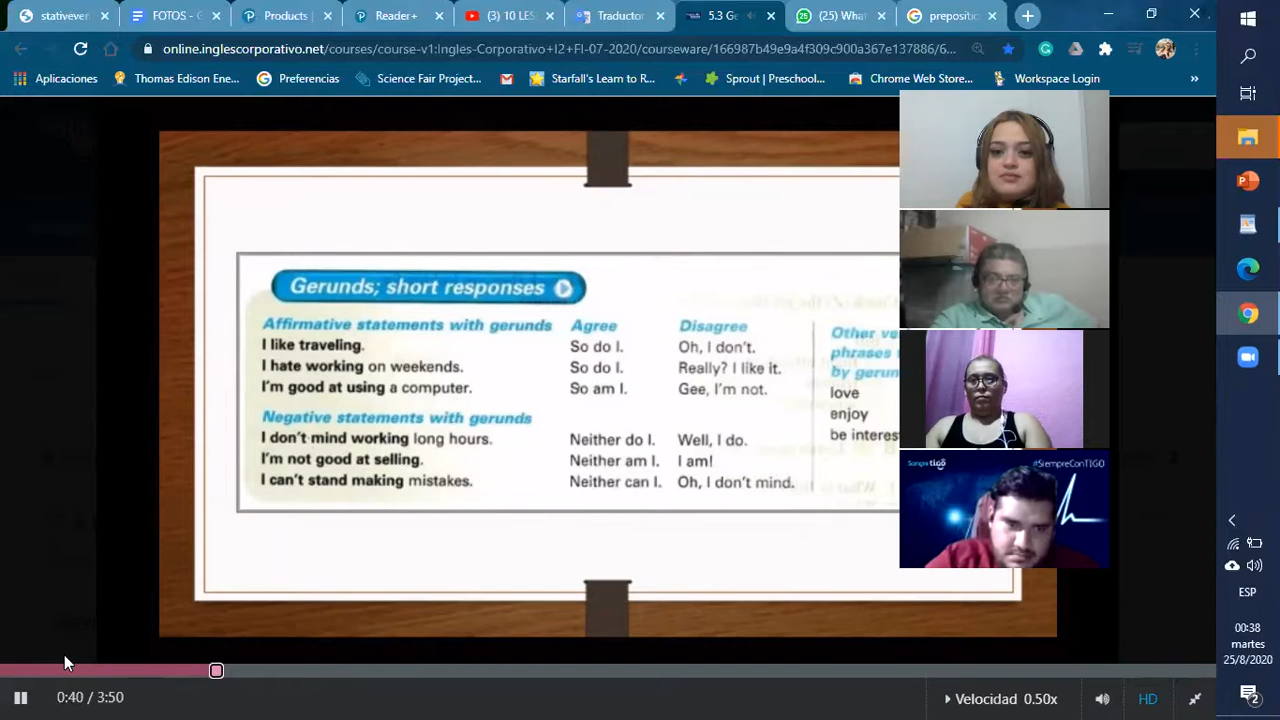 stativever
FOTOS - G
Products |
Reader+
(3) 10 LES
Traductor
5.3 Ge
(25) What
prepositic
online.inglescorporativo.net/courses/course-v1:Ingles-Corporativo+I2+FI-07-2020/courseware/166987b49e9a4f309c900a367e137886/6...
Aplicaciones
Thomas Edison Ene...
Preferencias
Science Fair Project...
Starfall's Learn to R...
Sprout | Preschool...
Chrome Web Store...
Workspace Login
»
Gerunds; short responses
Affirmative statements with gerunds Agree Disagree
I like traveling. So do I. Oh, I don't.
I hate working on weekends. So do I. Really? I like it.
I'm good at using a computer. So am I. Gee, I'm not.
Negative statements with gerunds
I don't mind working long hours. Neither do I. Well, I do.
I'm not good at selling. Neither am I. I am!
I can't stand making mistakes. Neither can I. Oh, I don't mind.
Other ve
phrases
by gerun
love
enjoy
be interes
Sangre tigo
#SiempreConTIGO
ESP
00:38
martes
25/8/2020
2
0:40 / 3:50
Velocidad 0.50x
HD